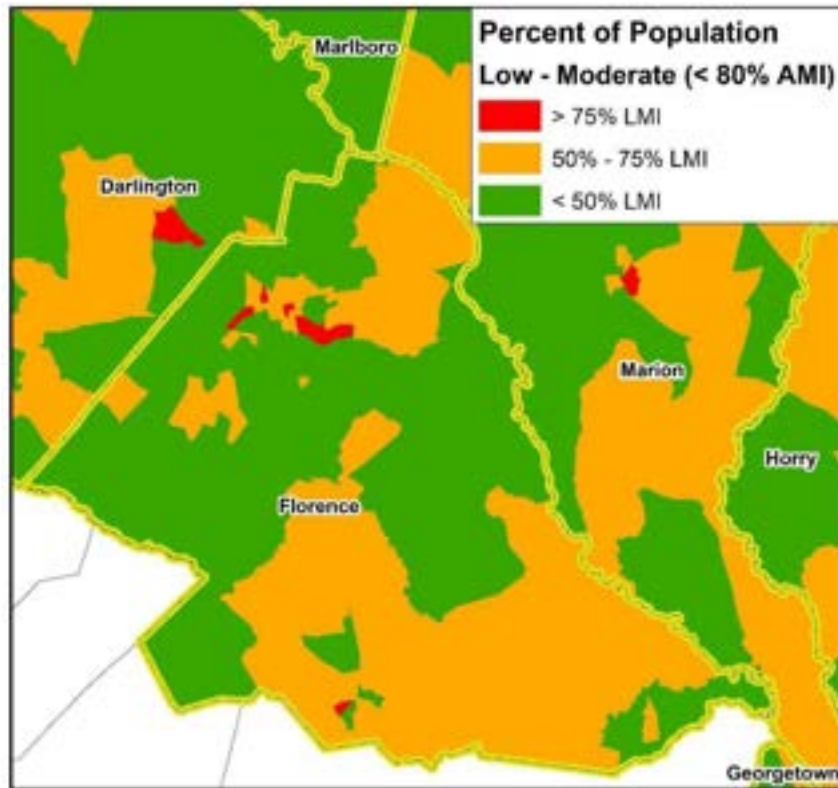 Percent of Population
Low - Moderate (< 80% AMI)
> 75% LMI
50% - 75% LMI
< 50% LMI
Marlboro
Darlington
Marion
Horry
Florence
Georgetown